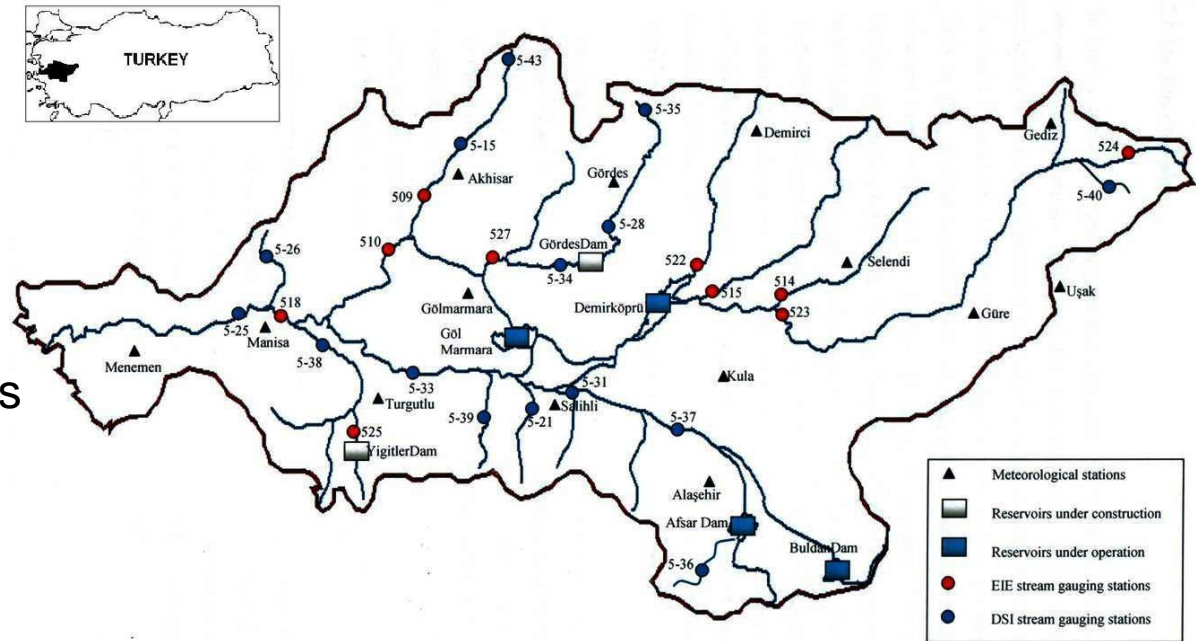 TURKEY
5-43
5-35
Demirci
Gediz
524
5-15
Akhisar
Gördes
5-40
509
5-28
527
GördesDam
510
5-26
522
Selendi
5-34
514
515
Uşak
Gölmarmara
Demirköprü
518
523
Güre
5-25
Manisa
Göl
Marmara
5-38
Menemen
5-33
5-31
Kula
s
Turgutlu
5-39
5-21
Salihli
5-37
525
YigitlerDam
Alaşehir
Afsar Dam
BuldanDam
5-36
Meteorological stations
Reservoirs under construction
Reservoirs under operation
EIE stream gauging stations
DSI stream gauging stations